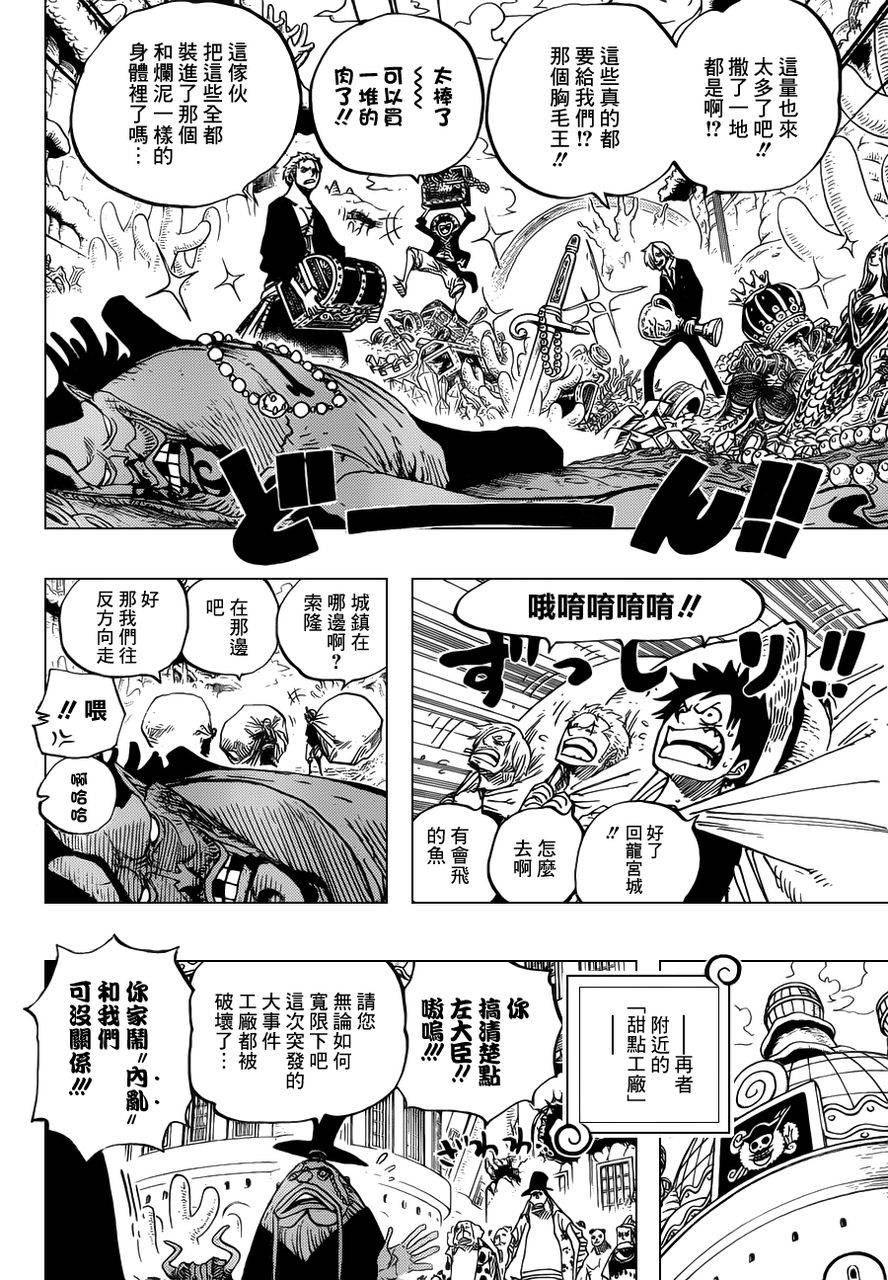 這量也來
太多了吧!!
撒了一地
都是啊!?
這些真的都
要給我們!?
那個胸毛王!!
太棒了
~~~
可以買
一堆的
肉了!!
這傢伙
把這些全都
裝進了那個
和爛泥一樣的
身體裡了嗎…
どーーん!!
哦唷唷唷唷!!
ずっしり!!
好了
回龍宮城
!!
怎麼
去啊
有會飛
的魚
城鎮在
哪邊啊?
索隆
在那邊
吧
好
那我們往
反方向走
喂
!!
啊哈哈
——再者
附近的
「甜點工廠」
——
你
搞清楚點
左大臣!
嗷嗚!!!
請您
無論如何
寬限下吧
這次突發的
大事件
工廠都被
破壞了…
你家鬧"內亂"
和我們
可沒關係!!!